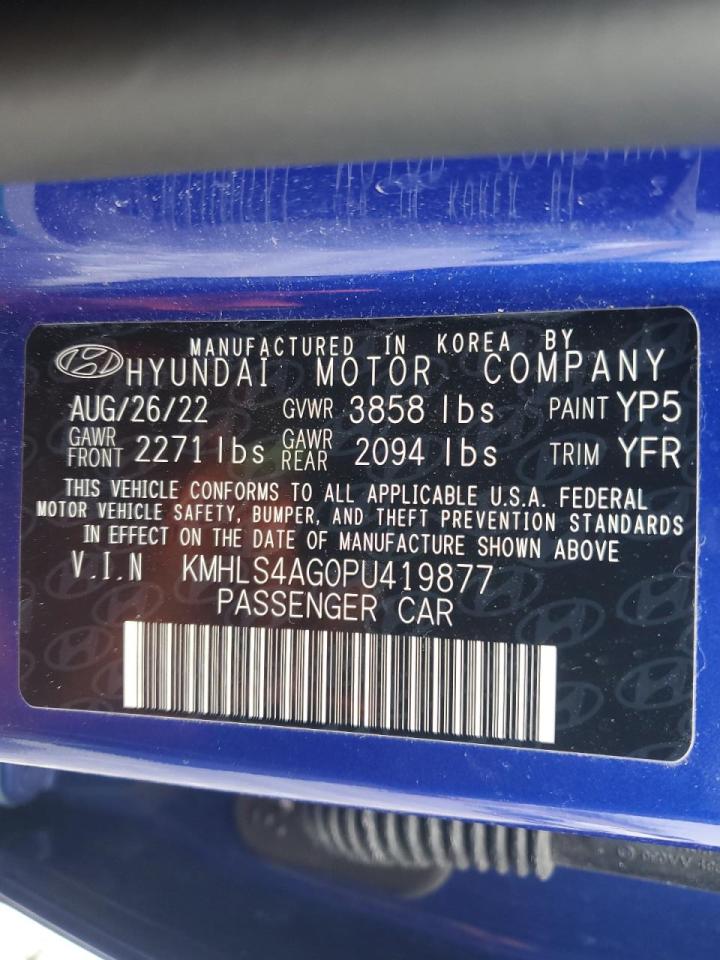 MANUFACTURED IN KOREA BY
HYUNDAI MOTOR COMPANY
AUG/26/22 GVWR 3858 lbs PAINT YP5
GAWR FRONT 2271 lbs GAWR REAR 2094 lbs TRIM YFR
THIS VEHICLE CONFORMS TO ALL APPLICABLE U.S.A. FEDERAL
MOTOR VEHICLE SAFETY, BUMPER, AND THEFT PREVENTION STANDARDS
IN EFFECT ON THE DATE OF MANUFACTURE SHOWN ABOVE
V.I.N KMHLS4AG0PU419877
PASSENGER CAR